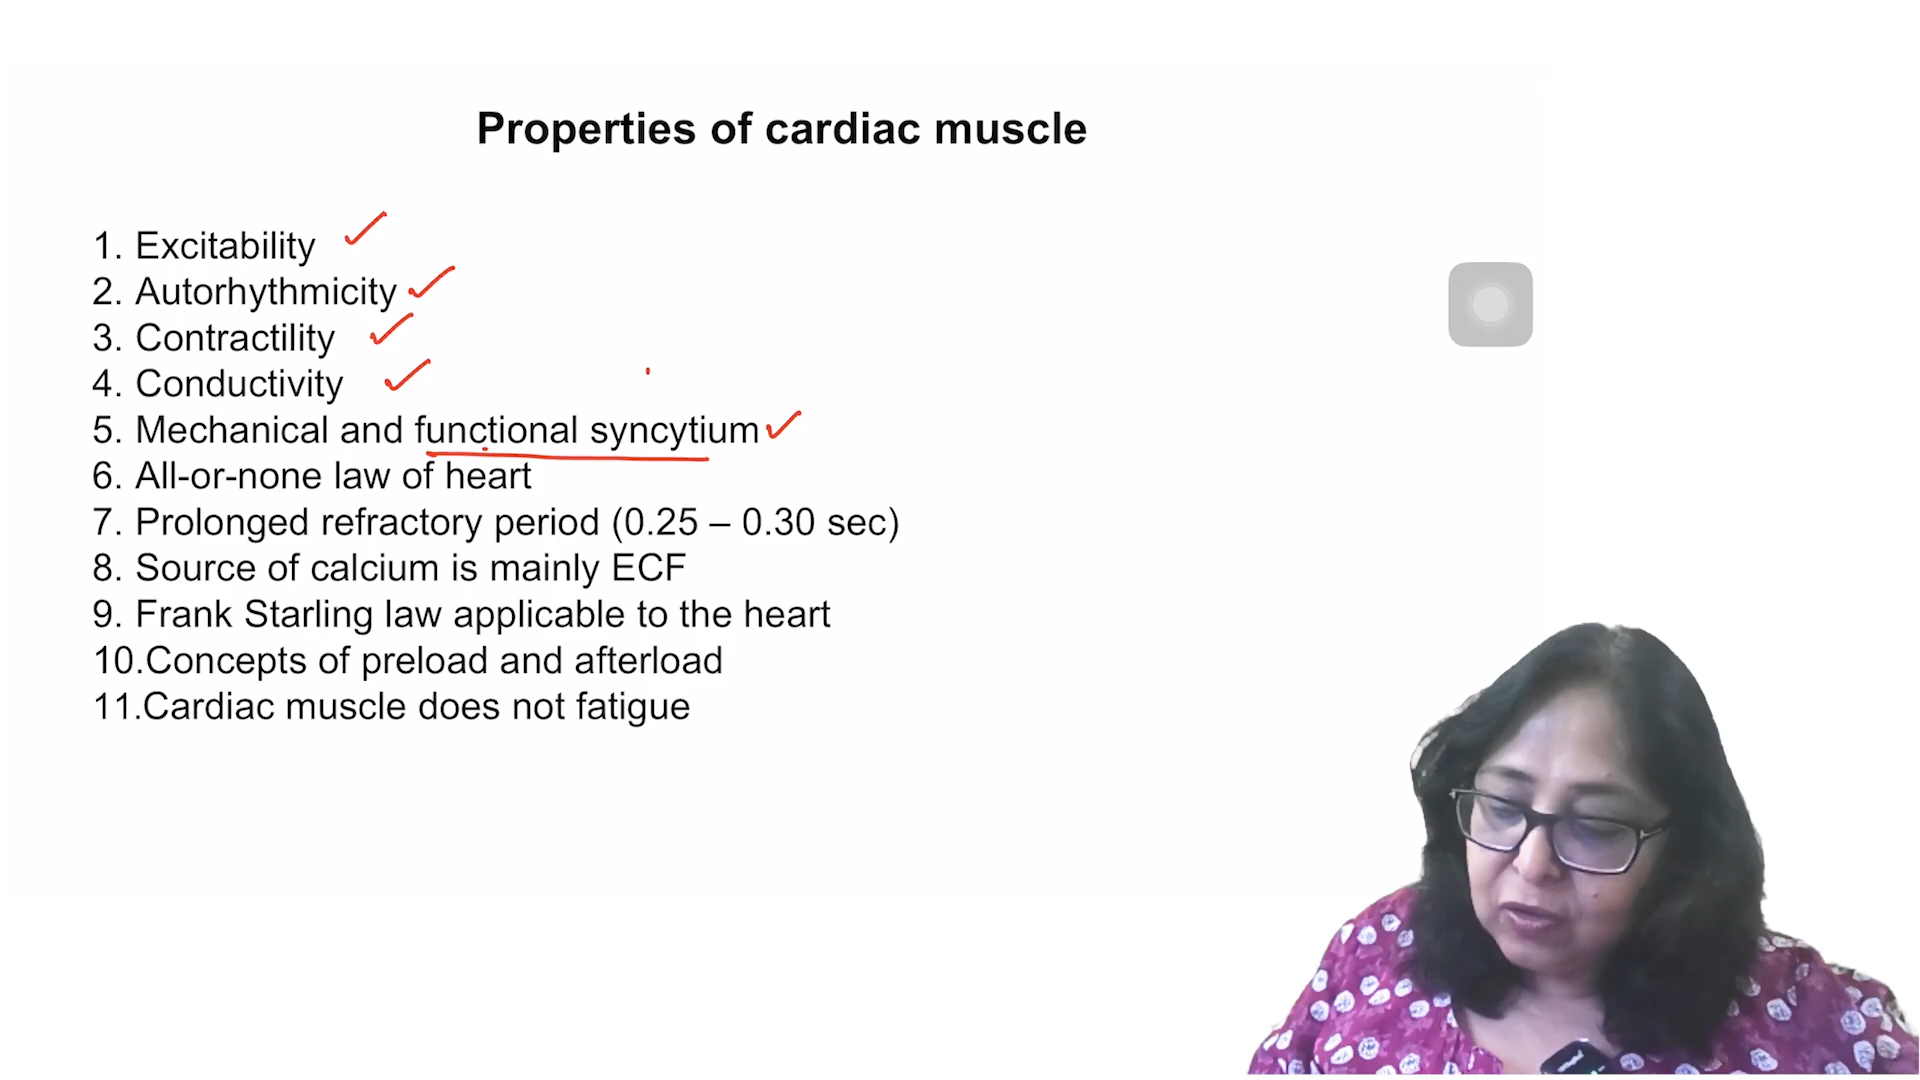 Properties of cardiac muscle
1. Excitability
2. Autorhythmicity
3. Contractility
4. Conductivity
5. Mechanical and functional syncytium
6. All-or-none law of heart
7. Prolonged refractory period (0.25 – 0.30 sec)
8. Source of calcium is mainly ECF
9. Frank Starling law applicable to the heart
10.Concepts of preload and afterload
11.Cardiac muscle does not fatigue